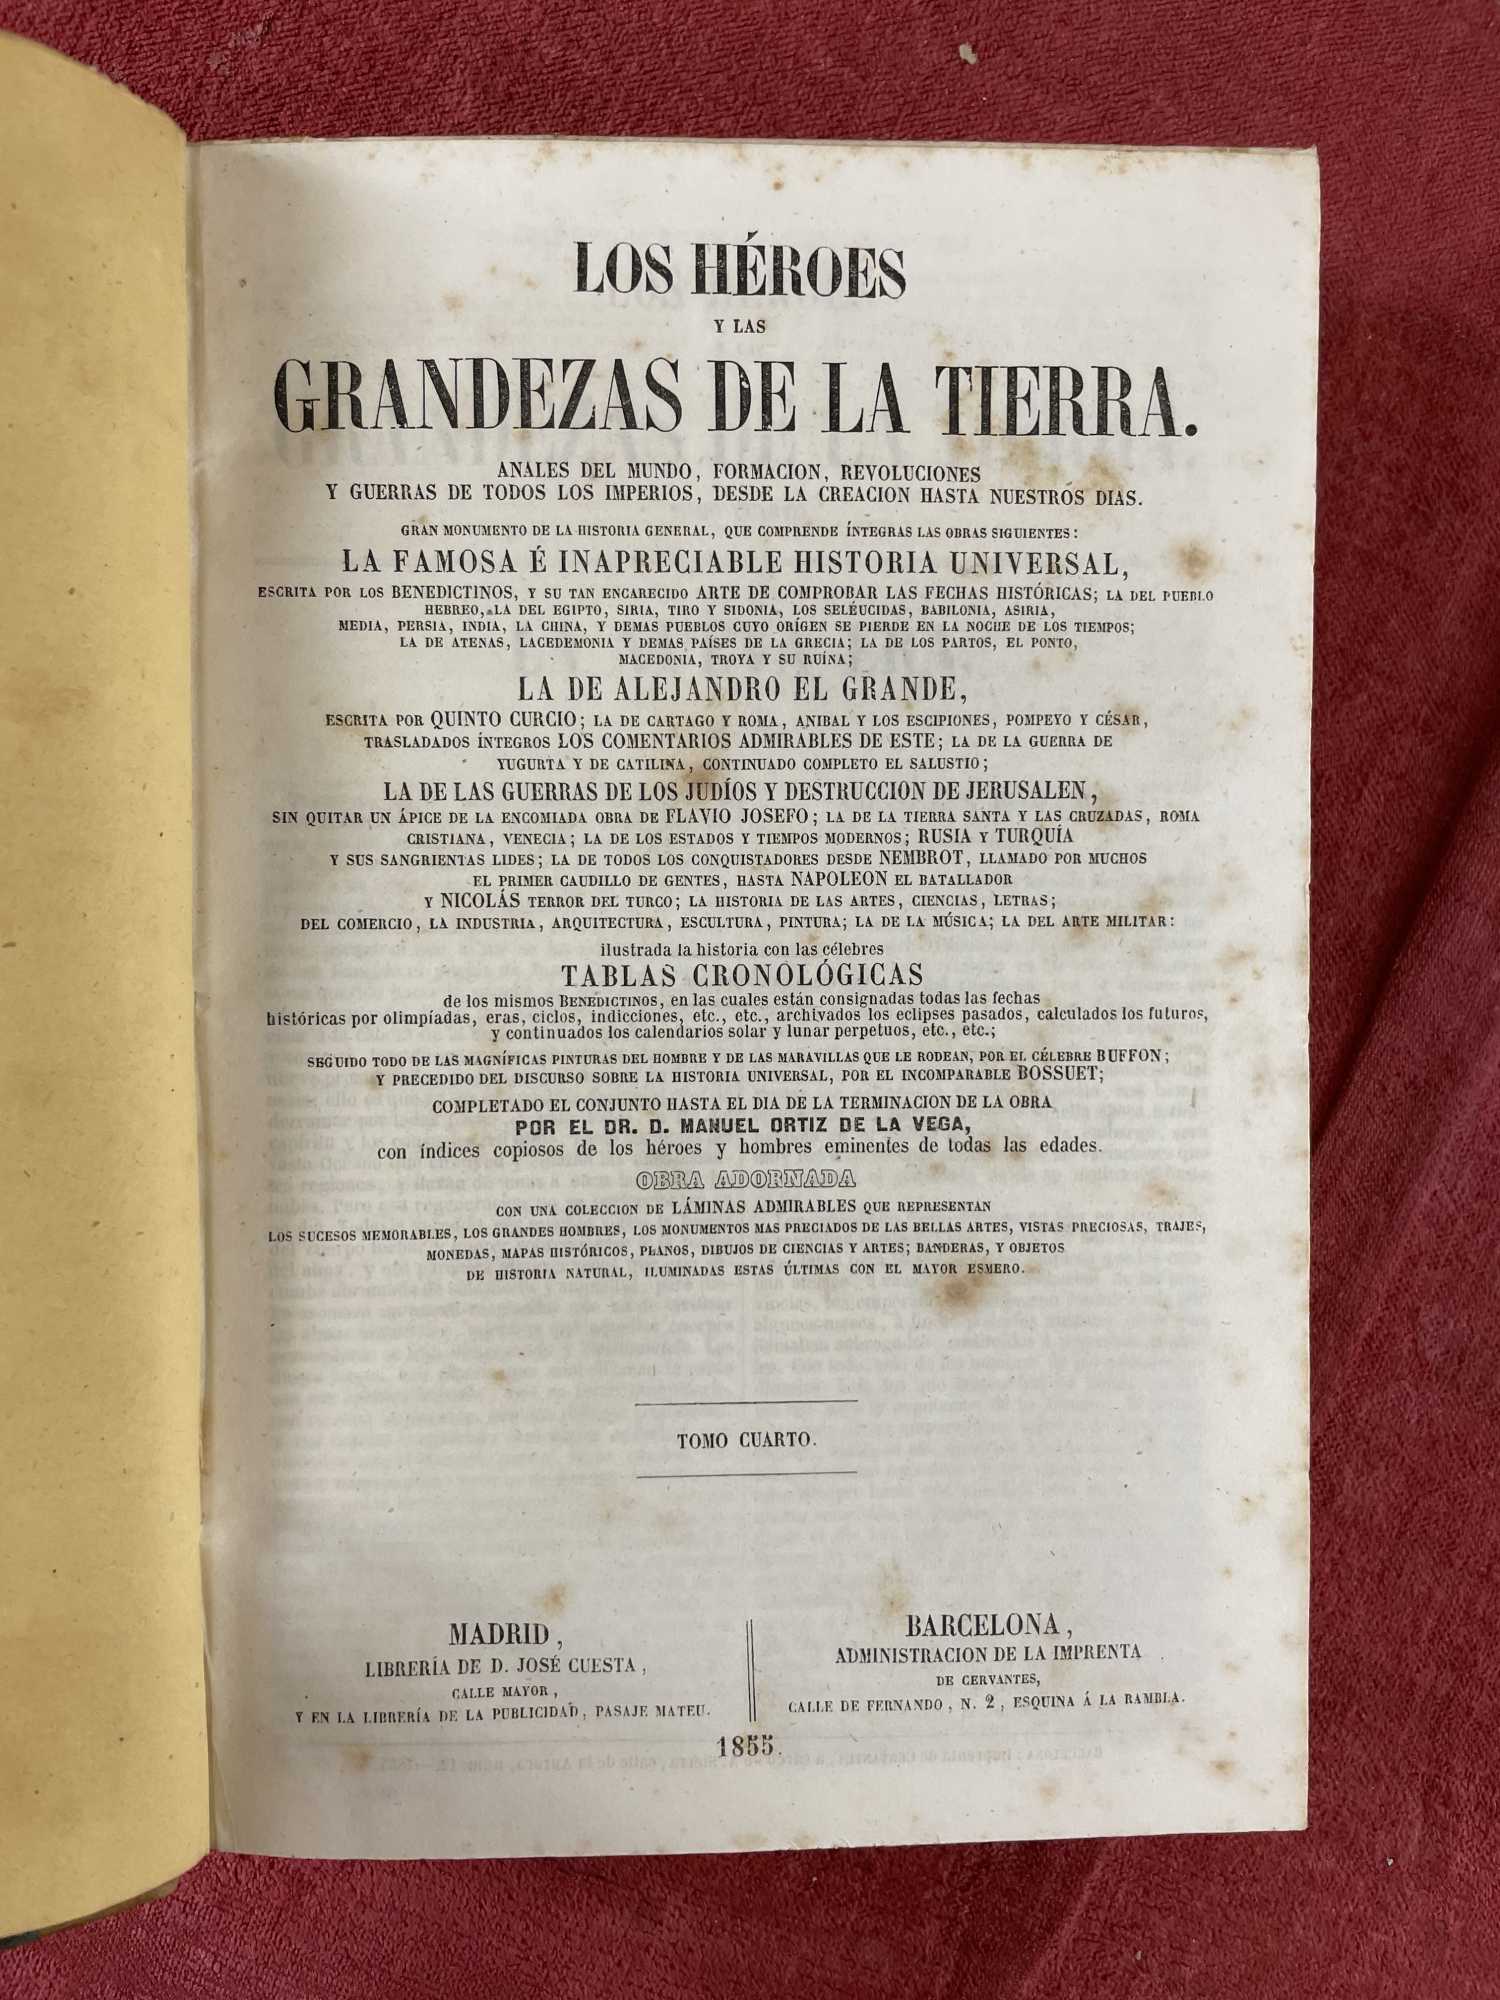 LOS HÉROES
Y LAS
GRANDEZAS DE LA TIERRA.
ANALES DEL MUNDO, FORMACION, REVOLUCIONES
Y GUERRAS DE TODOS LOS IMPERIOS, DESDE LA CREACION HASTA NUESTROS DIAS.
GRAN MONUMENTO DE LA HISTORIA GENERAL, QUE COMPRENDE ÍNTEGRAS LAS OBRAS SIGUIENTES:
LA FAMOSA É INAPRECIABLE HISTORIA UNIVERSAL,
ESCRITA POR LOS BENEDICTINOS, Y SU TAN ENCARECIDO ARTE DE COMPROBAR LAS FECHAS HISTÓRICAS; LA DEL PUEBLO
HEBREO, LA DEL EGIPTO, SIRIA, TIRO Y SIDONIA, LOS SELÉUCIDAS, BABILONIA, ASIRIA,
MEDIA, PERSIA, INDIA, LA CHINA, Y DEMAS PUEBLOS CUYO ORÍGEN SE PIERDE EN LA NOCHE DE LOS TIEMPOS;
LA DE ATENAS, LACEDEMONIA Y DEMAS PAÍSES DE LA GRECIA; LA DE LOS PARTOS, EL PONTO,
MACEDONIA, TROYA Y SU RUÍNA;
LA DE ALEJANDRO EL GRANDE,
ESCRITA POR QUINTO CURCIO; LA DE CARTAGO Y ROMA, ANIBAL Y LOS ESCIPIONES, POMPEYO Y CÉSAR,
TRASLADADOS ÍNTEGROS LOS COMENTARIOS ADMIRABLES DE ESTE; LA DE LA GUERRA DE
YUGURTA Y DE CATILINA, CONTINUADO COMPLETO EL SALUSTIO;
LA DE LAS GUERRAS DE LOS JUDÍOS Y DESTRUCCION DE JERUSALEN,
SIN QUITAR UN ÁPICE DE LA ENCOMIADA OBRA DE FLAVIO JOSEFO; LA DE LA TIERRA SANTA Y LAS CRUZADAS, ROMA
CRISTIANA, VENECIA; LA DE LOS ESTADOS Y TIEMPOS MODERNOS; RUSIA Y TURQUÍA
Y SUS SANGRIENTAS LIDES; LA DE TODOS LOS CONQUISTADORES DESDE NEMBROT, LLAMADO POR MUCHOS
EL PRIMER CAUDILLO DE GENTES, HASTA NAPOLEON EL BATALLADOR
Y NICOLÁS TERROR DEL TURCO; LA HISTORIA DE LAS ARTES, CIENCIAS, LETRAS;
DEL COMERCIO, LA INDUSTRIA, ARQUITECTURA, ESCULTURA, PINTURA; LA DE LA MÚSICA; LA DEL ARTE MILITAR:
ilustrada la historia con las célebres
TABLAS CRONOLÓGICAS
de los mismos BENEDICTINOS, en las cuales están consignadas todas las fechas
históricas por olimpíadas, eras, ciclos, indicciones, etc., etc., archivados los eclipses pasados, calculados los futuros,
y continuados los calendarios solar y lunar perpetuos, etc., etc.;
SEGUIDO TODO DE LAS MAGNÍFICAS PINTURAS DEL HOMBRE Y DE LAS MARAVILLAS QUE LE RODEAN, POR EL CÉLEBRE BUFFON;
Y PRECEDIDO DEL DISCURSO SOBRE LA HISTORIA UNIVERSAL, POR EL INCOMPARABLE BOSSUET;
COMPLETADO EL CONJUNTO HASTA EL DIA DE LA TERMINACION DE LA OBRA
POR EL DR. D. MANUEL ORTIZ DE LA VEGA,
con índices copiosos de los héroes y hombres eminentes de todas las edades.
OBRA ADORNADA
CON UNA COLECCION DE LÁMINAS ADMIRABLES QUE REPRESENTAN
LOS SUCESOS MEMORABLES, LOS GRANDES HOMBRES, LOS MONUMENTOS MAS PRECIADOS DE LAS BELLAS ARTES, VISTAS PRECIOSAS, TRAJES,
MONEDAS, MAPAS HISTÓRICOS, PLANOS, DIBUJOS DE CIENCIAS Y ARTES; BANDERAS, Y OBJETOS
DE HISTORIA NATURAL, ILUMINADAS ESTAS ÚLTIMAS CON EL MAYOR ESMERO.
TOMO CUARTO.
MADRID,
LIBRERÍA DE D. JOSÉ CUESTA,
CALLE MAYOR,
Y EN LA LIBRERÍA DE LA PUBLICIDAD, PASAJE MATEU.
BARCELONA,
ADMINISTRACION DE LA IMPRENTA
DE CERVANTES,
CALLE DE FERNANDO, N. 2, ESQUINA Á LA RAMBLA.
1855.